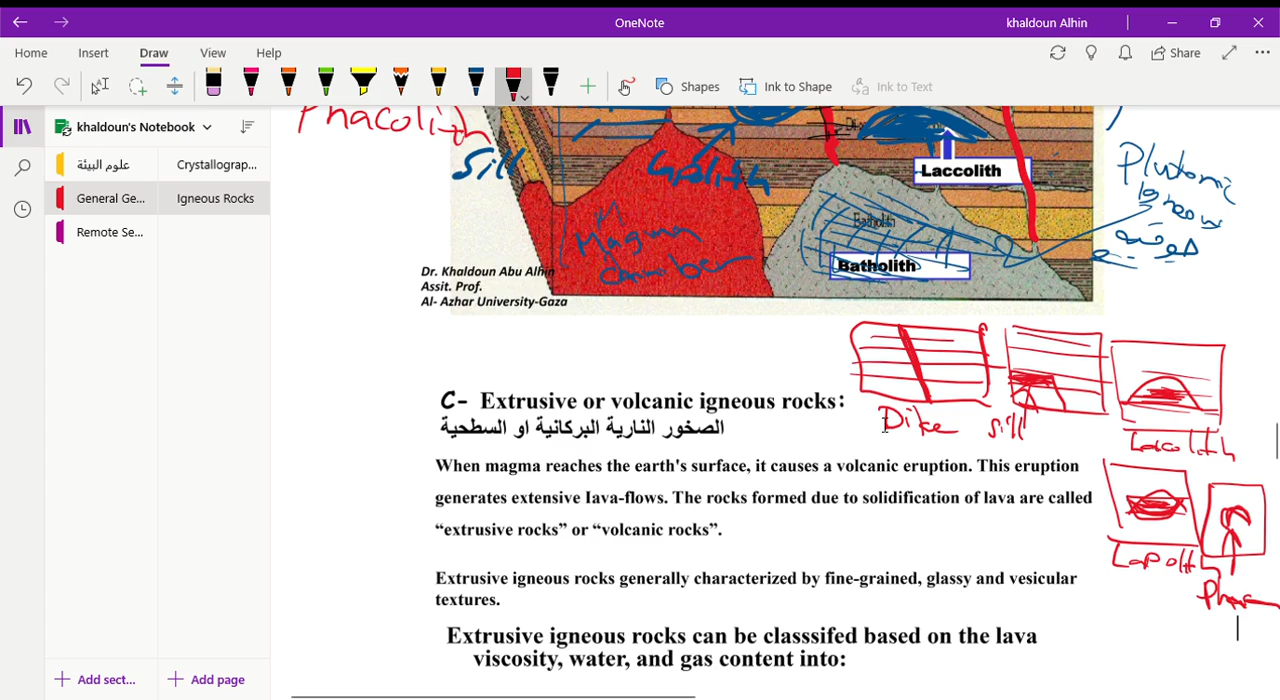 OneNote
khaldoun Alhin
Home Insert Draw View Help
Share
Shapes
Ink to Shape
Ink to Text
khaldoun's Notebook
علوم البيئة
Crystallograp...
General Ge...
Igneous Rocks
Remote Se...
Add sect...
Add page
Phacolith
Sill
Laccolith
Plutonic
Igneous
Batholith
Magma
Chamber
Batholith
Dr. Khaldoun Abu Alhin
Assit. Prof.
Al- Azhar University-Gaza
Dike
Sill
Lacolith
Lapolith
C- Extrusive or volcanic igneous rocks:
الصخور النارية البركانية او السطحية
When magma reaches the earth's surface, it causes a volcanic eruption. This eruption
generates extensive lava-flows. The rocks formed due to solidification of lava are called
“extrusive rocks” or “volcanic rocks”.
Extrusive igneous rocks generally characterized by fine-grained, glassy and vesicular
textures.
Extrusive igneous rocks can be classsifed based on the lava
viscosity, water, and gas content into: